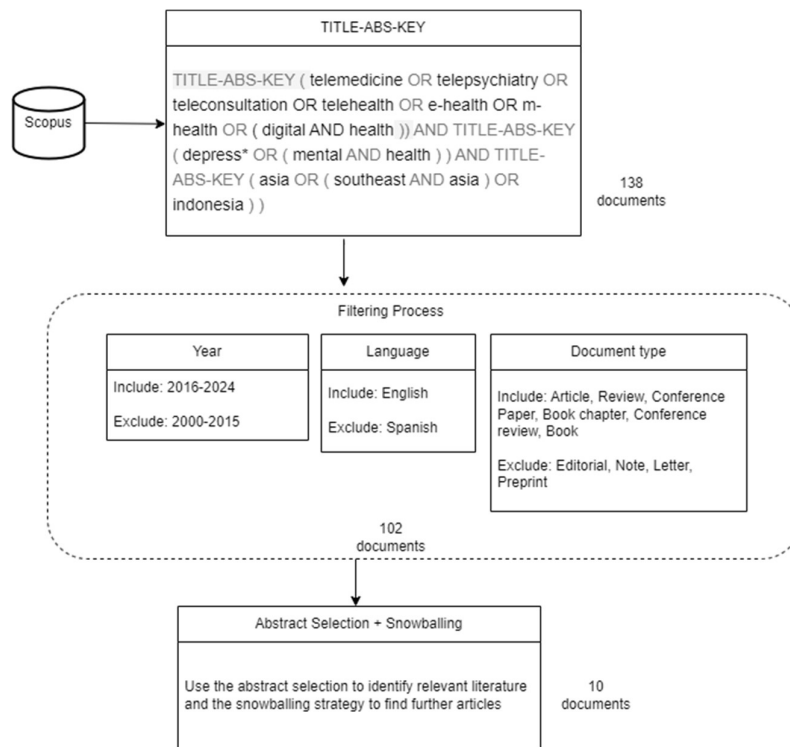 TITLE-ABS-KEY
Scopus
TITLE-ABS-KEY ( telemedicine OR telepsychiatry OR
teleconsultation OR telehealth OR e-health OR m-
health OR ( digital AND health )) AND TITLE-ABS-KEY
( depress* OR ( mental AND health ) ) AND TITLE-
ABS-KEY ( asia OR ( southeast AND asia ) OR
indonesia ) )
138
documents
Filtering Process
Year
Include: 2016-2024
Exclude: 2000-2015
Language
Include: English
Exclude: Spanish
Document type
Include: Article, Review, Conference
Paper, Book chapter, Conference
review, Book
Exclude: Editorial, Note, Letter,
Preprint
102
documents
Abstract Selection + Snowballing
Use the abstract selection to identify relevant literature
and the snowballing strategy to find further articles
10
documents